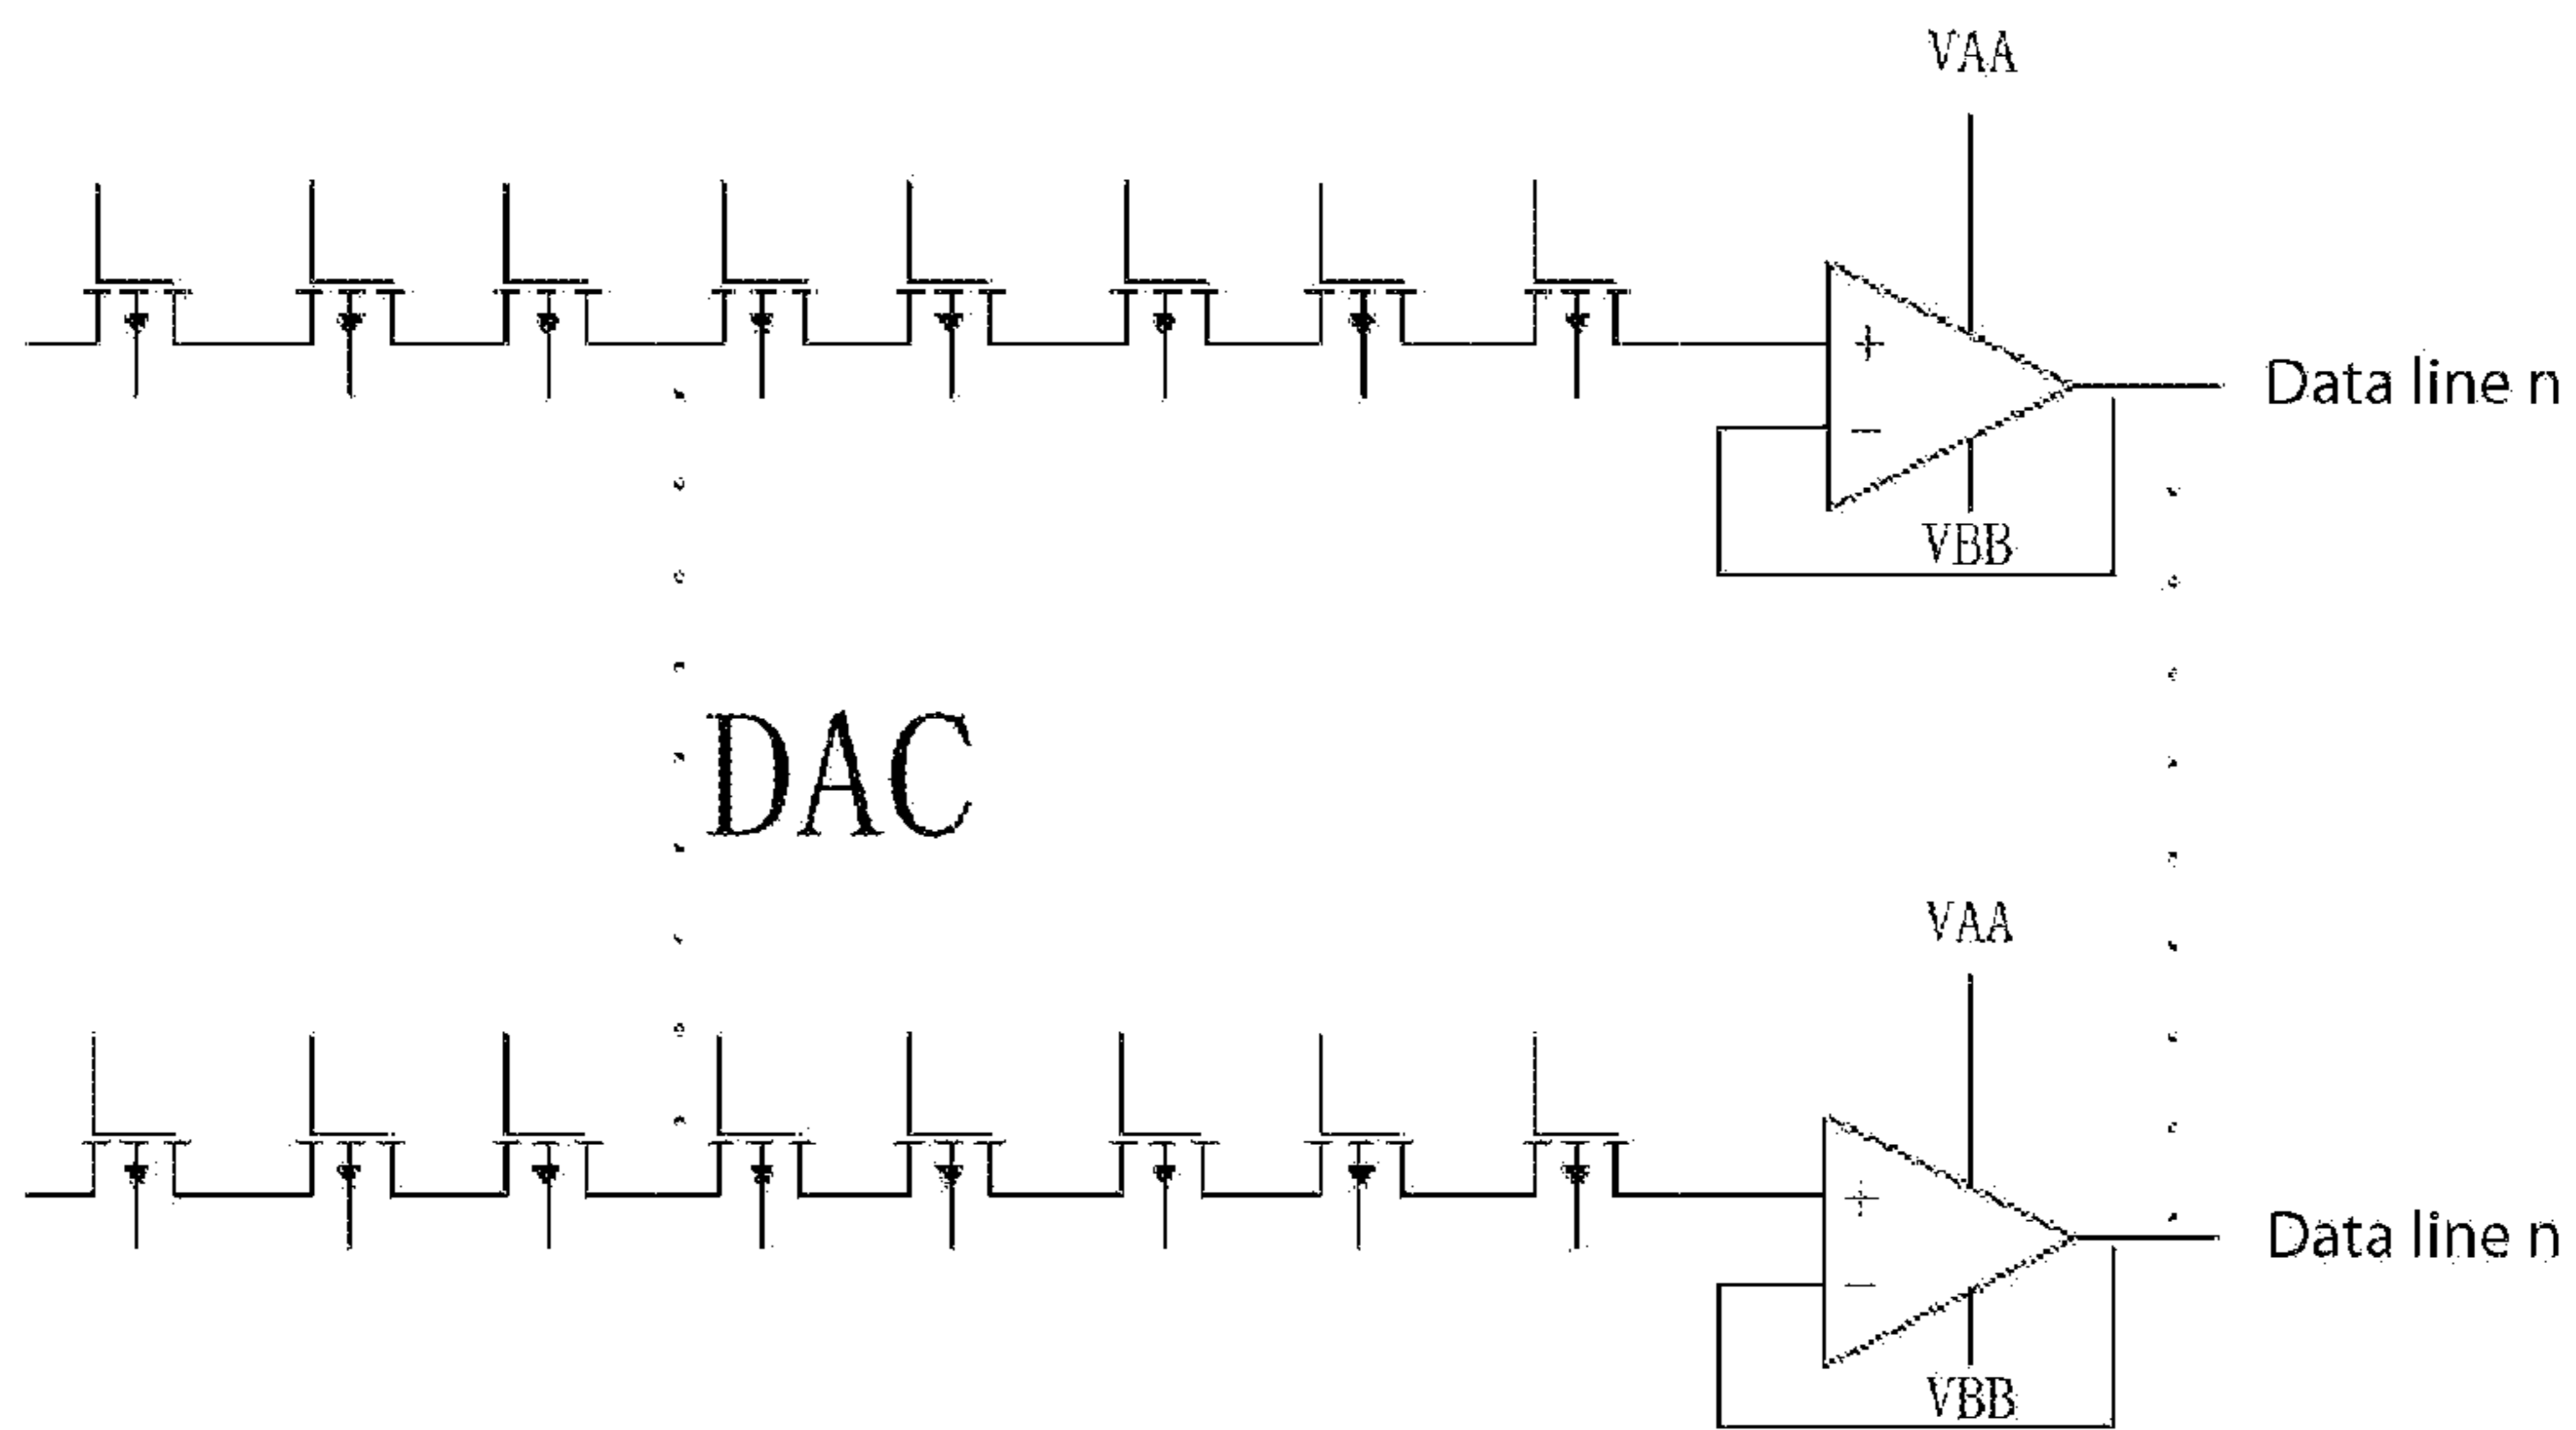 VAA
+
Data line n
−
VBB
DAC
VAA
+
Data line n
−
VBB